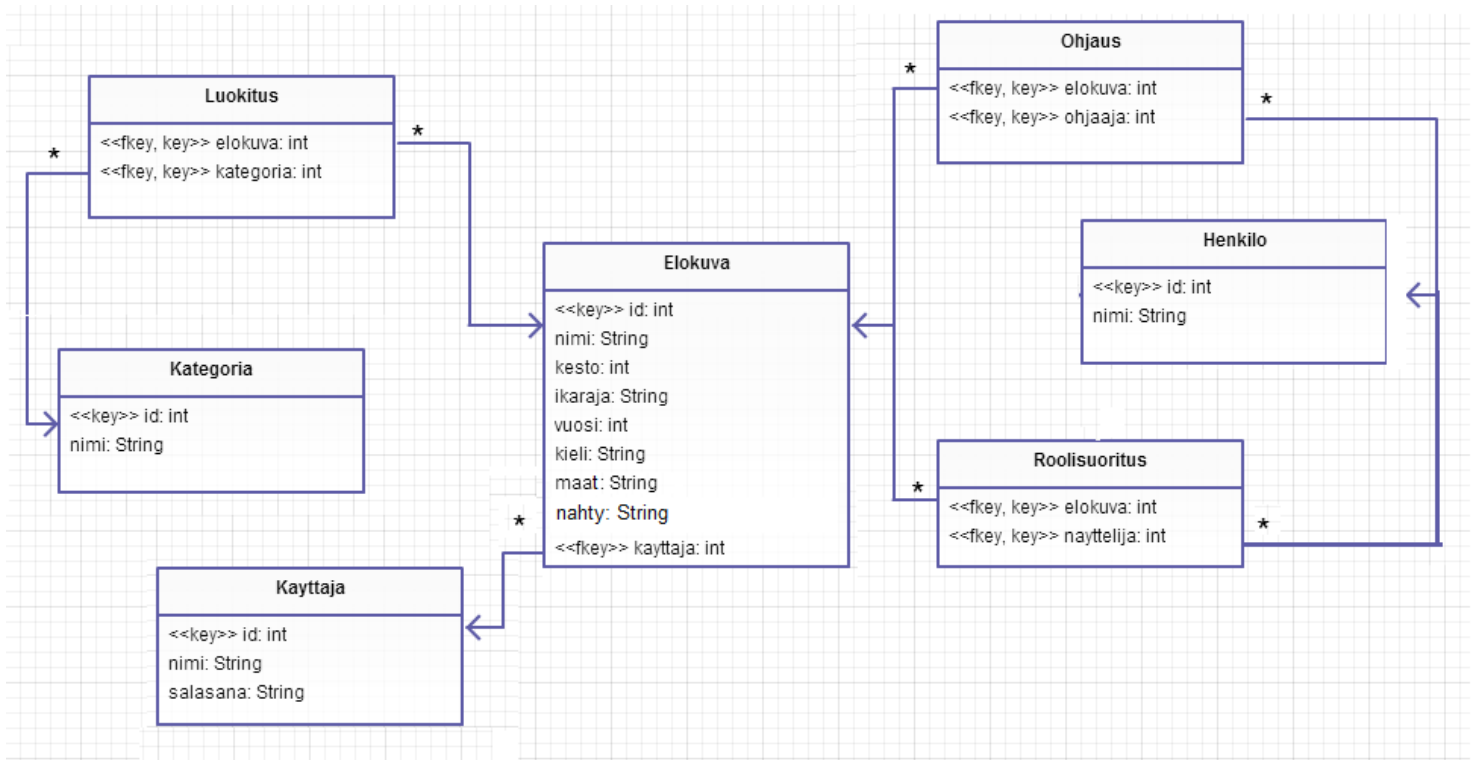 Luokitus
<<fkey, key>> elokuva: int
<<fkey, key>> kategoria: int
*
*
Kategoria
<<key>> id: int
nimi: String
Elokuva
<<key>> id: int
nimi: String
kesto: int
ikaraja: String
vuosi: int
kieli: String
maat: String
nahty: String
<<fkey>> kayttaja: int
*
Kayttaja
<<key>> id: int
nimi: String
salasana: String
Ohjaus
<<fkey, key>> elokuva: int
<<fkey, key>> ohjaaja: int
*
*
Henkilo
<<key>> id: int
nimi: String
Roolisuoritus
<<fkey, key>> elokuva: int
<<fkey, key>> nayttelija: int
*
*